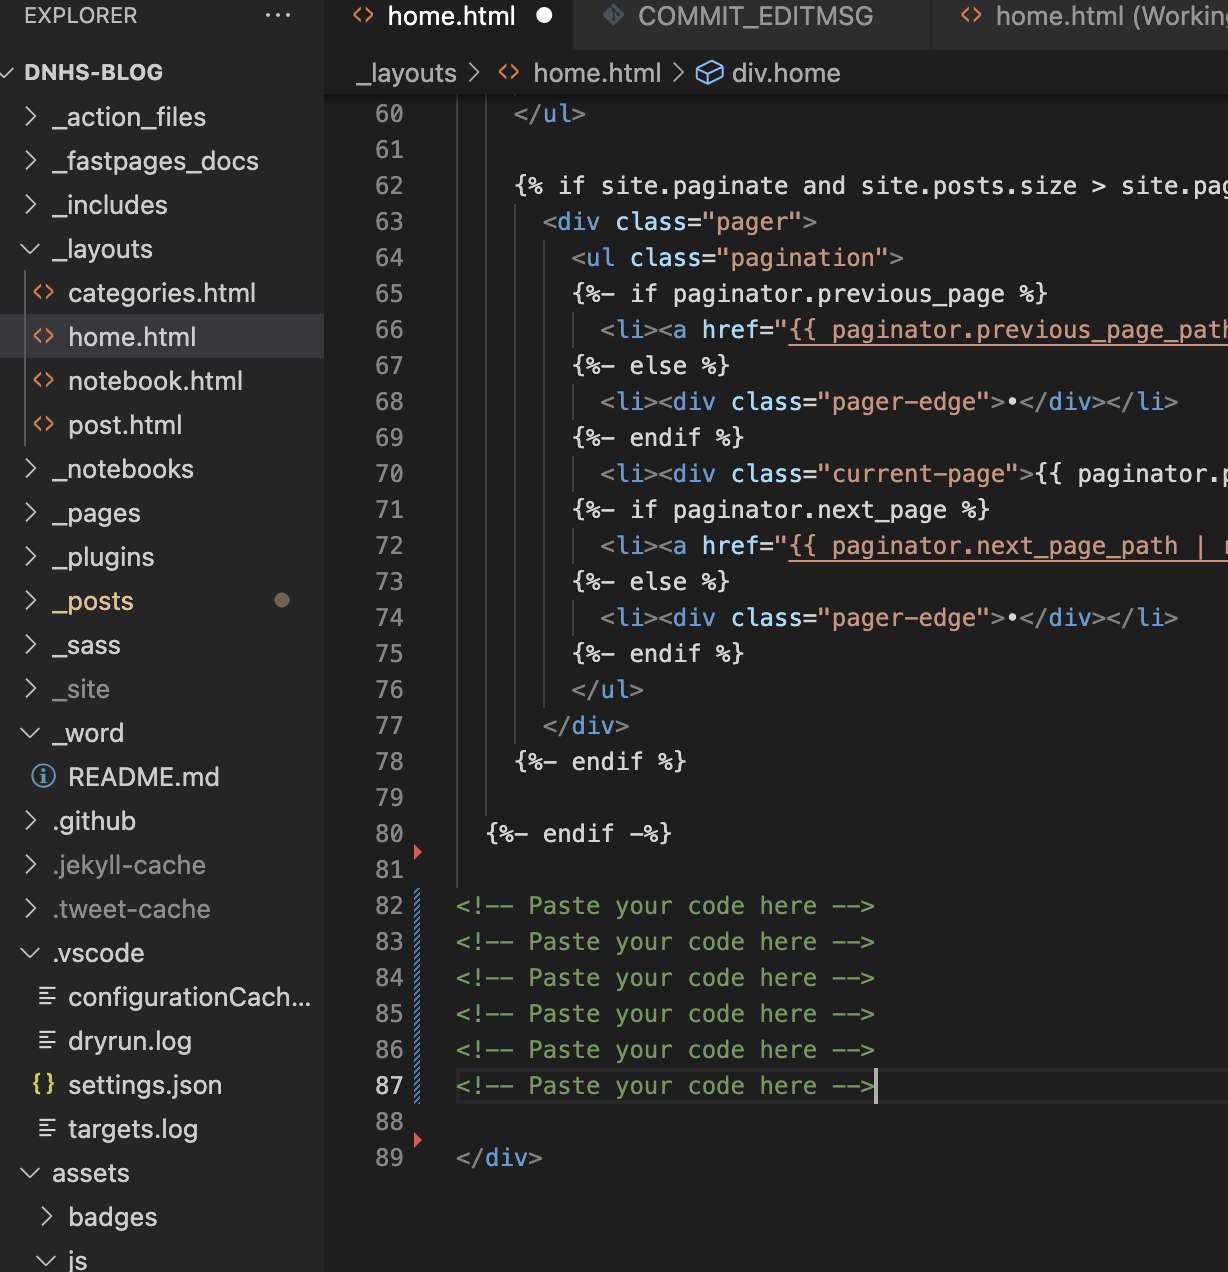 EXPLORER ···
DNHS-BLOG
_action_files
_fastpages_docs
_includes
_layouts
categories.html
home.html
notebook.html
post.html
_notebooks
_pages
_plugins
_posts
_sass
_site
_word
README.md
.github
.jekyll-cache
.tweet-cache
.vscode
configurationCach...
dryrun.log
settings.json
targets.log
assets
badges
js
home.html
COMMIT_EDITMSG
home.html (Working
_layouts > home.html > div.home
60 </ul>
61
62 {% if site.paginate and site.posts.size > site.pag
63 <div class="pager">
64 <ul class="pagination">
65 {%- if paginator.previous_page %}
66 <li><a href="{{ paginator.previous_page_path
67 {%- else %}
68 <li><div class="pager-edge">•</div></li>
69 {%- endif %}
70 <li><div class="current-page">{{ paginator.p
71 {%- if paginator.next_page %}
72 <li><a href="{{ paginator.next_page_path | r
73 {%- else %}
74 <li><div class="pager-edge">•</div></li>
75 {%- endif %}
76 </ul>
77 </div>
78 {%- endif %}
79
80 {%- endif -%}
81
82 <!-- Paste your code here -->
83 <!-- Paste your code here -->
84 <!-- Paste your code here -->
85 <!-- Paste your code here -->
86 <!-- Paste your code here -->
87 <!-- Paste your code here -->
88
89 </div>